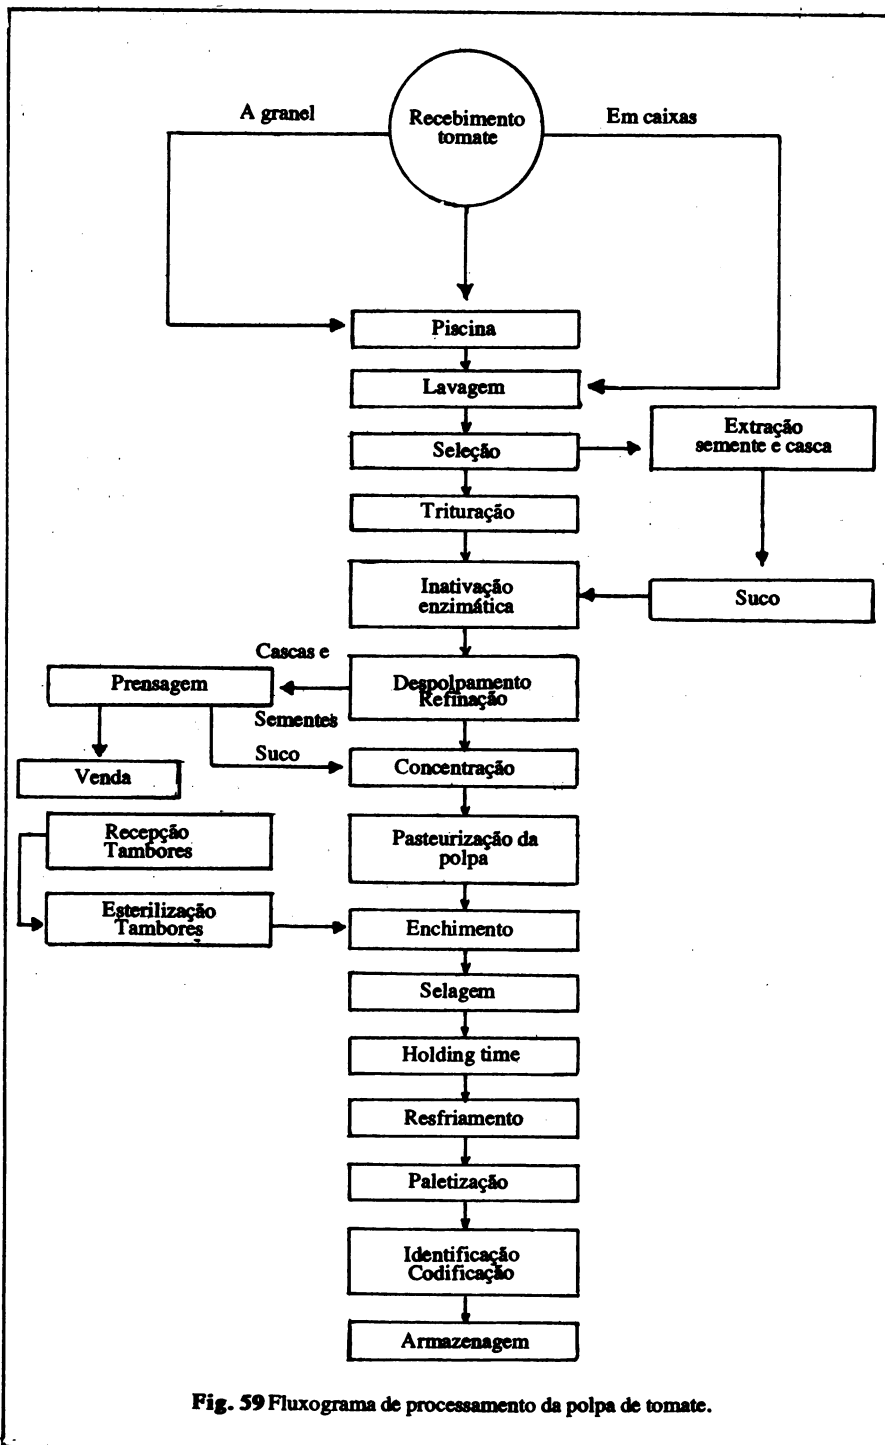 A granel
Recebimento
tomate
Em caixas
Piscina
Lavagem
Seleção
Extração
semente e casca
Trituração
Inativação
enzimática
Suco
Cascas e
Prensagem
Despolpamento
Refinação
Sementes
Suco
Concentração
Venda
Recepção
Tambores
Pasteurização da
polpa
Esterilização
Tambores
Enchimento
Selagem
Holding time
Resfriamento
Paletização
Identificação
Codificação
Armazenagem
Fig. 59 Fluxograma de processamento da polpa de tomate.